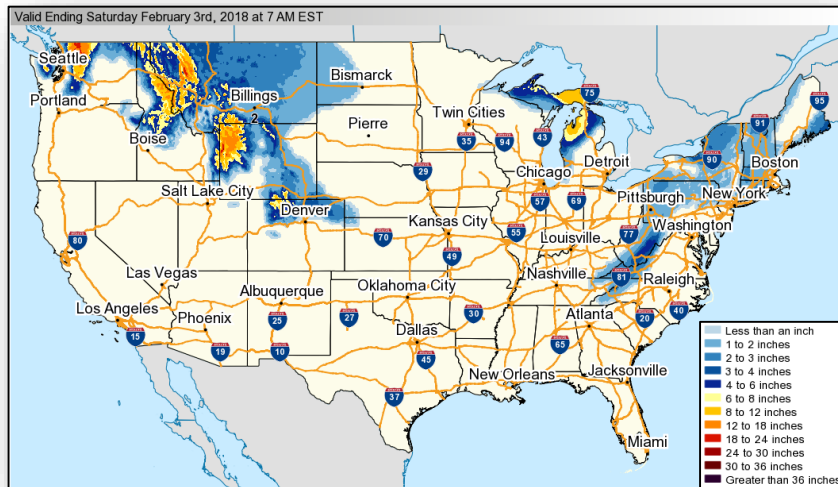 Valid Ending Saturday February 3rd, 2018 at 7 AM EST
Seattle
Portland
Billings
2
Bismarck
Boise
Pierre
Twin Cities
75
95
91
35
94
43
90
Detroit
Boston
Chicago
29
Salt Lake City
Denver
57
69
Pittsburgh
New York
80
Kansas City
70
55
Louisville
77
Washington
49
Las Vegas
Nashville
81
Raleigh
Albuquerque
Oklahoma City
Los Angeles
Phoenix
25
27
30
Atlanta
20
40
15
19
10
Dallas
45
65
New Orleans
Jacksonville
37
Miami
Less than an inch
1 to 2 inches
2 to 3 inches
3 to 4 inches
4 to 6 inches
6 to 8 inches
8 to 12 inches
12 to 18 inches
18 to 24 inches
24 to 30 inches
30 to 36 inches
Greater than 36 inches